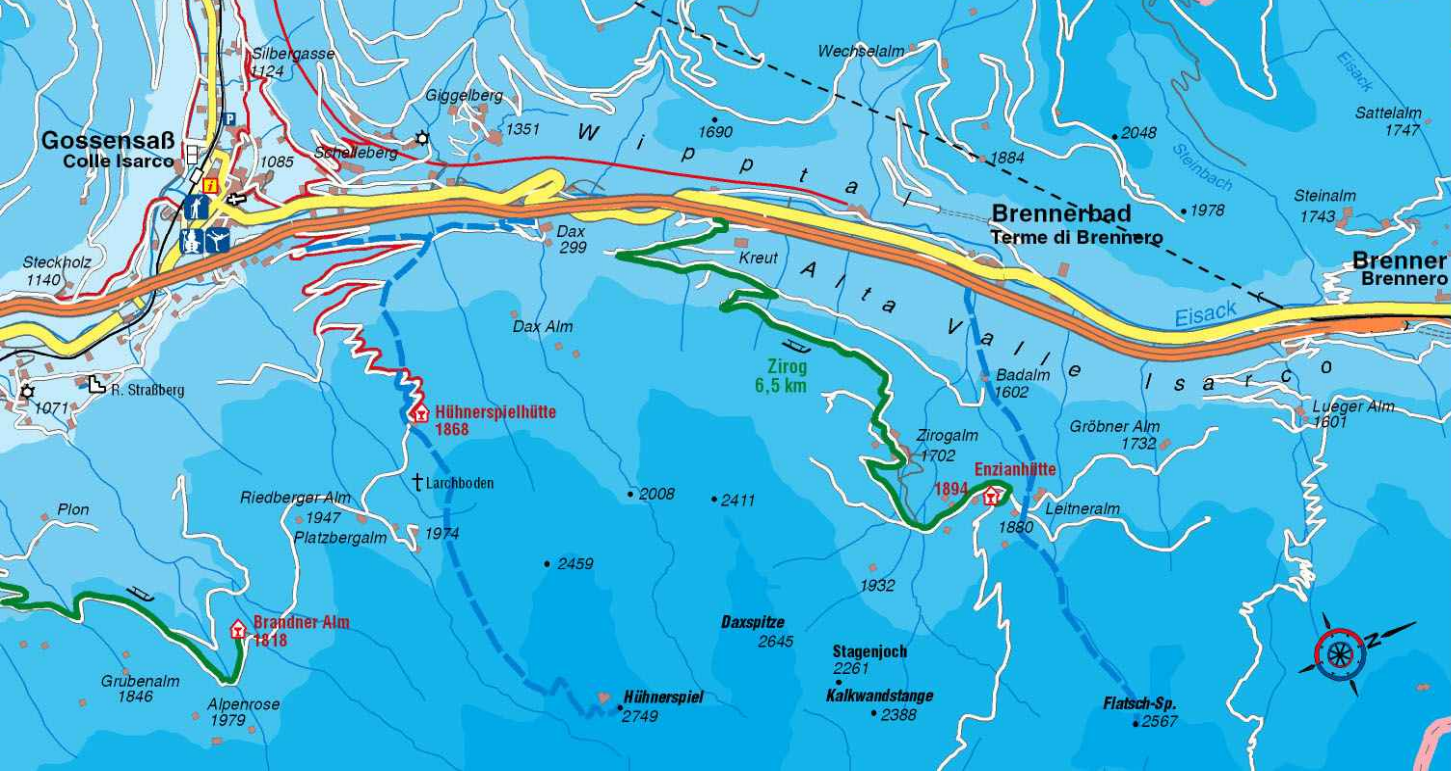 Silbergasse
1124
P
Gossensaß
Colle Isarco
1085
Schelleberg
Giggelberg
1351
1690
Wechselalm
Eisack
Sattelalm
1747
2048
Steinbach
1884
1978
Steinalm
1743
Wipptal
Brennerbad
Terme di Brennero
Brenner
Brennero
i
Steckholz
1140
Dax
299
Kreut
Alta Valle Isarco
Eisack
Dax Alm
Zirog
6,5 km
Badalm
1602
R. Straßberg
1071
Hühnerspielhütte
1868
Lueger Alm
1601
Gröbner Alm
1732
Zirogalm
1702
Enzianhütte
1894
Larchboden
2008
2411
Riedberger Alm
1947
Platzbergalm
1974
Plon
Leitneralm
1880
2459
1932
Brandner Alm
1818
Daxspitze
2645
Stagenjoch
2261
Kalkwandstange
2388
N
Grubenalm
1846
Alpenrose
1979
Hühnerspiel
2749
Flatsch-Sp.
2567